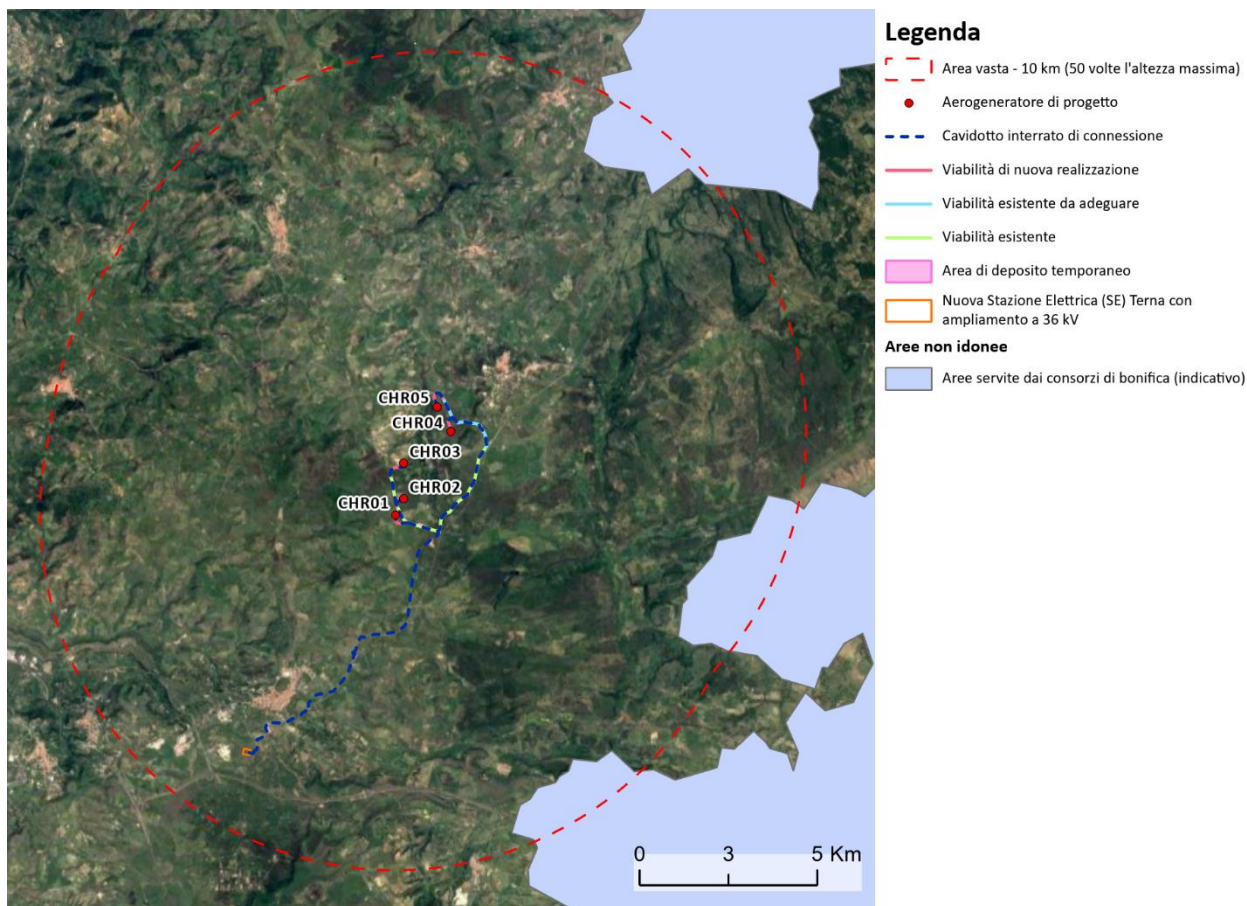 Legenda
Area vasta - 10 km (50 volte l'altezza massima)
Aerogeneratore di progetto
Cavidotto interrato di connessione
Viabilità di nuova realizzazione
Viabilità esistente da adeguare
Viabilità esistente
Area di deposito temporaneo
Nuova Stazione Elettrica (SE) Terna con
ampliamento a 36 kV
Aree non idonee
Aree servite dai consorzi di bonifica (indicativo)
CHR05
CHR04
CHR03
CHR02
CHR01
0 3 5 Km